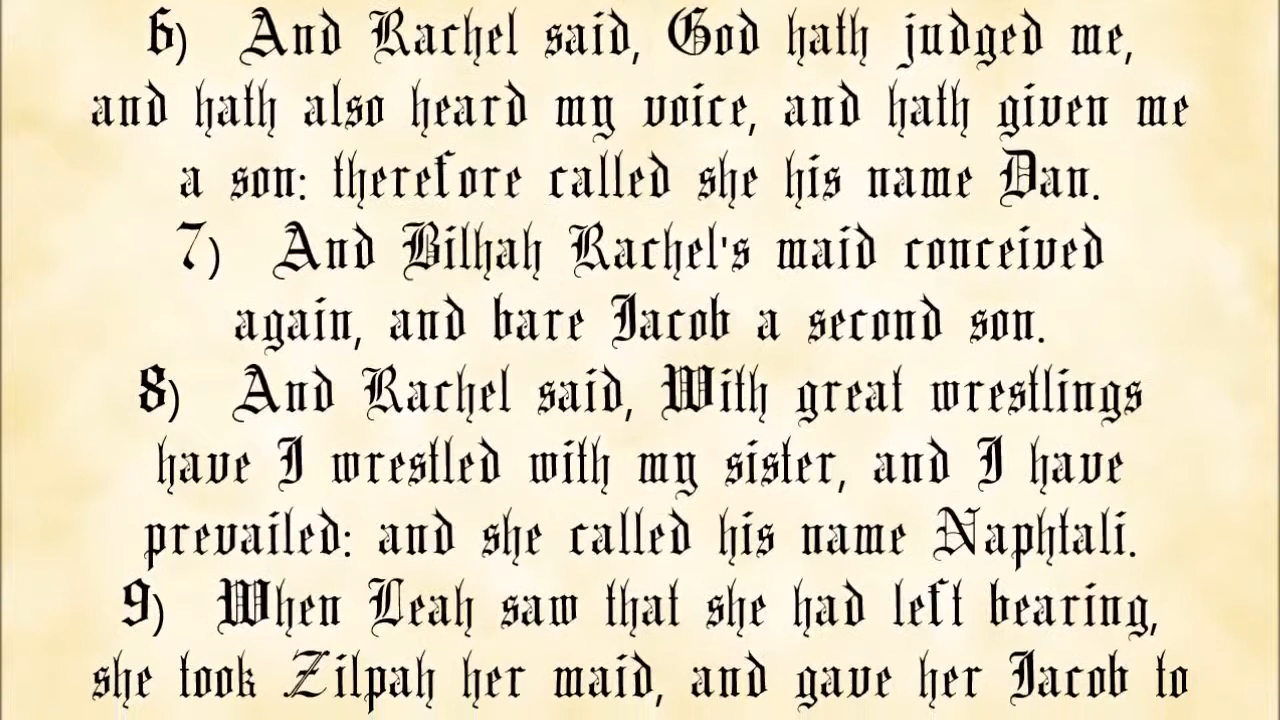 6) And Rachel said, God hath judged me,
and hath also heard my voice, and hath given me
a son: therefore called she his name Dan.
7) And Bilhah Rachel's maid conceived
again, and bare Jacob a second son.
8) And Rachel said, With great wrestlings
have I wrestled with my sister, and I have
prevailed: and she called his name Naphtali.
9) When Leah saw that she had left bearing,
she took Zilpah her maid, and gave her Jacob to